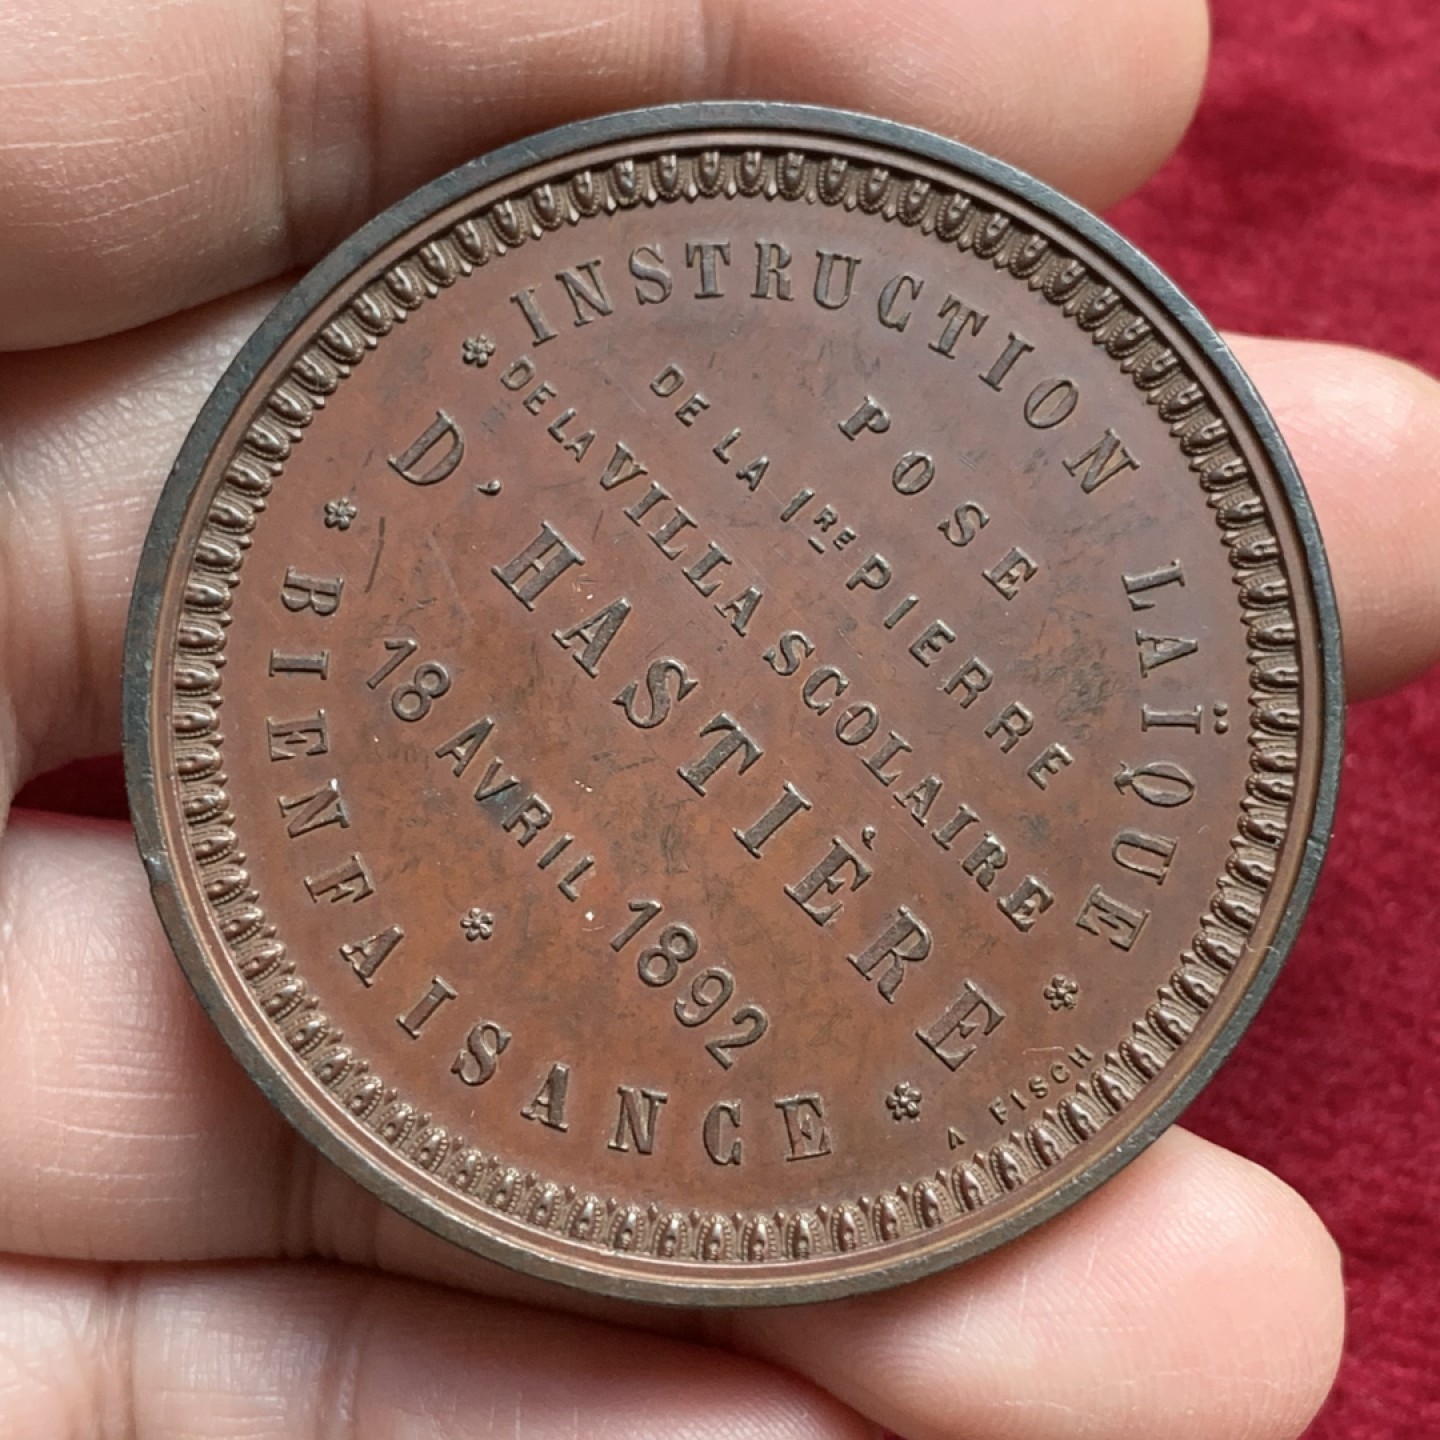 INSTRUCTION LAÏQUE
POSE
DE LA 1RE PIERRE
DE LA VILLA SCOLAIRE
D'HASTIÈRE
18 AVRIL 1892
BIENFAISANCE
A FISCH